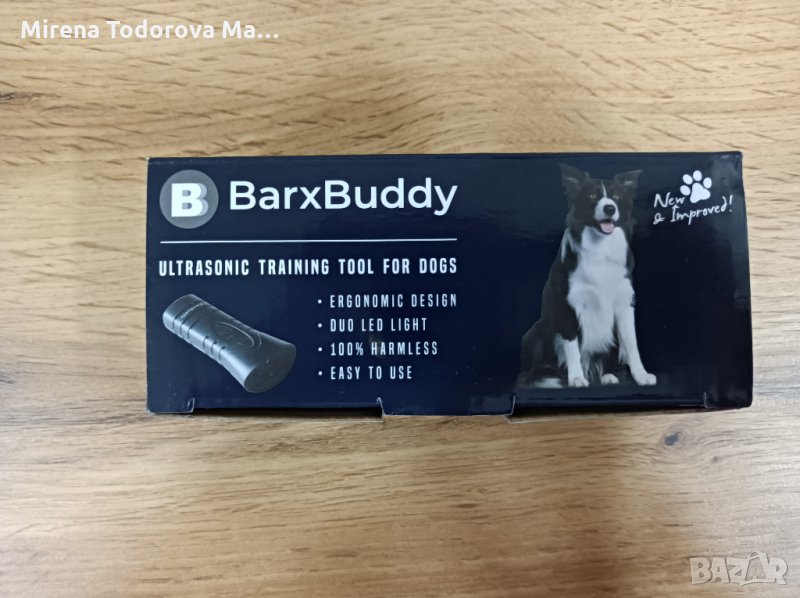 Mirena Todorova Ma...
B BarxBuddy
New
& Improved!
ULTRASONIC TRAINING TOOL FOR DOGS
· ERGONOMIC DESIGN
· DUO LED LIGHT
· 100% HARMLESS
· EASY TO USE
BAZAR